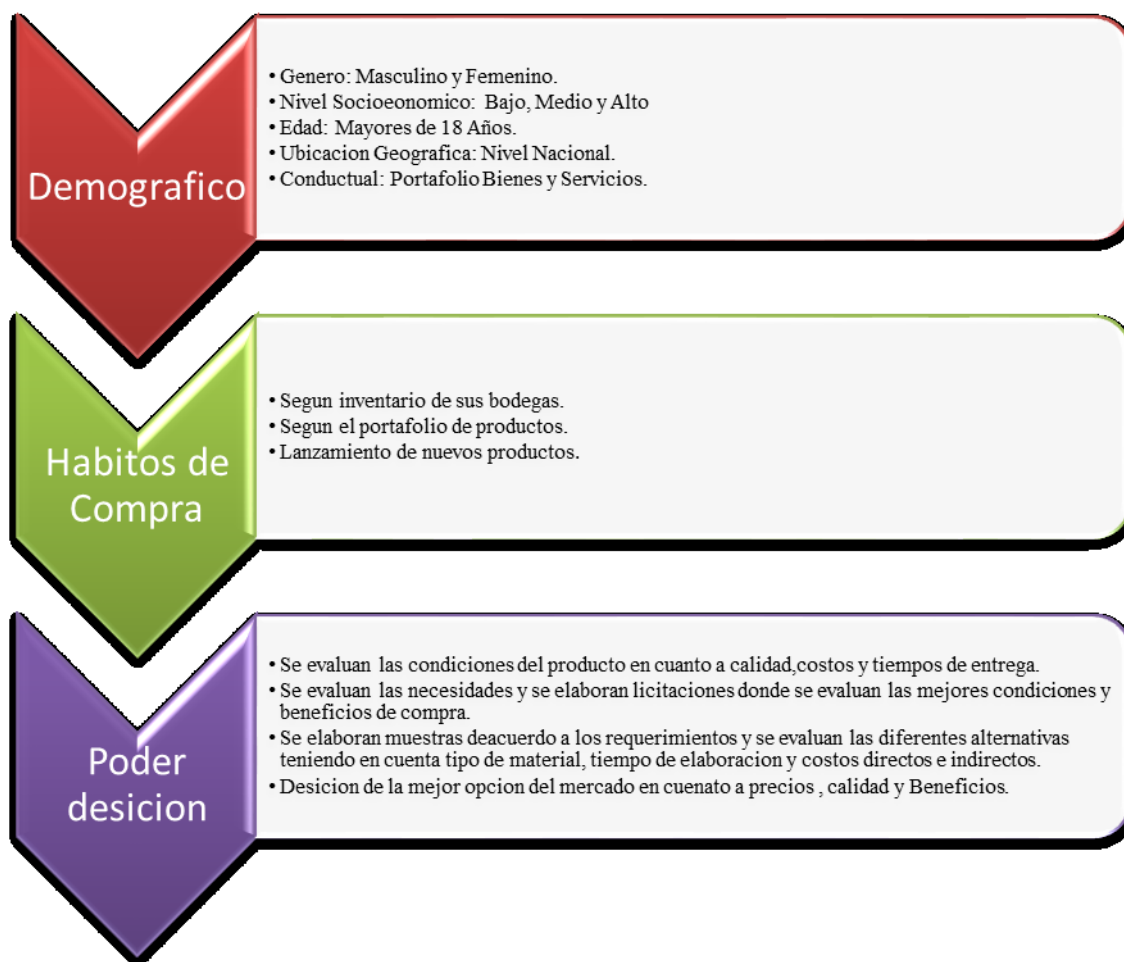 Demografico
• Genero: Masculino y Femenino.
• Nivel Socioeonomico: Bajo, Medio y Alto
• Edad: Mayores de 18 Años.
• Ubicacion Geografica: Nivel Nacional.
• Conductual: Portafolio Bienes y Servicios.
Habitos de
Compra
• Segun inventario de sus bodegas.
• Segun el portafolio de productos.
• Lanzamiento de nuevos productos.
Poder
desicion
• Se evaluan las condiciones del producto en cuanto a calidad,costos y tiempos de entrega.
• Se evaluan las necesidades y se elaboran licitaciones donde se evaluan las mejores condiciones y
beneficios de compra.
• Se elaboran muestras deacuerdo a los requerimientos y se evaluan las diferentes alternativas
teniendo en cuenta tipo de material, tiempo de elaboracion y costos directos e indirectos.
• Desicion de la mejor opcion del mercado en cuenato a precios , calidad y Beneficios.